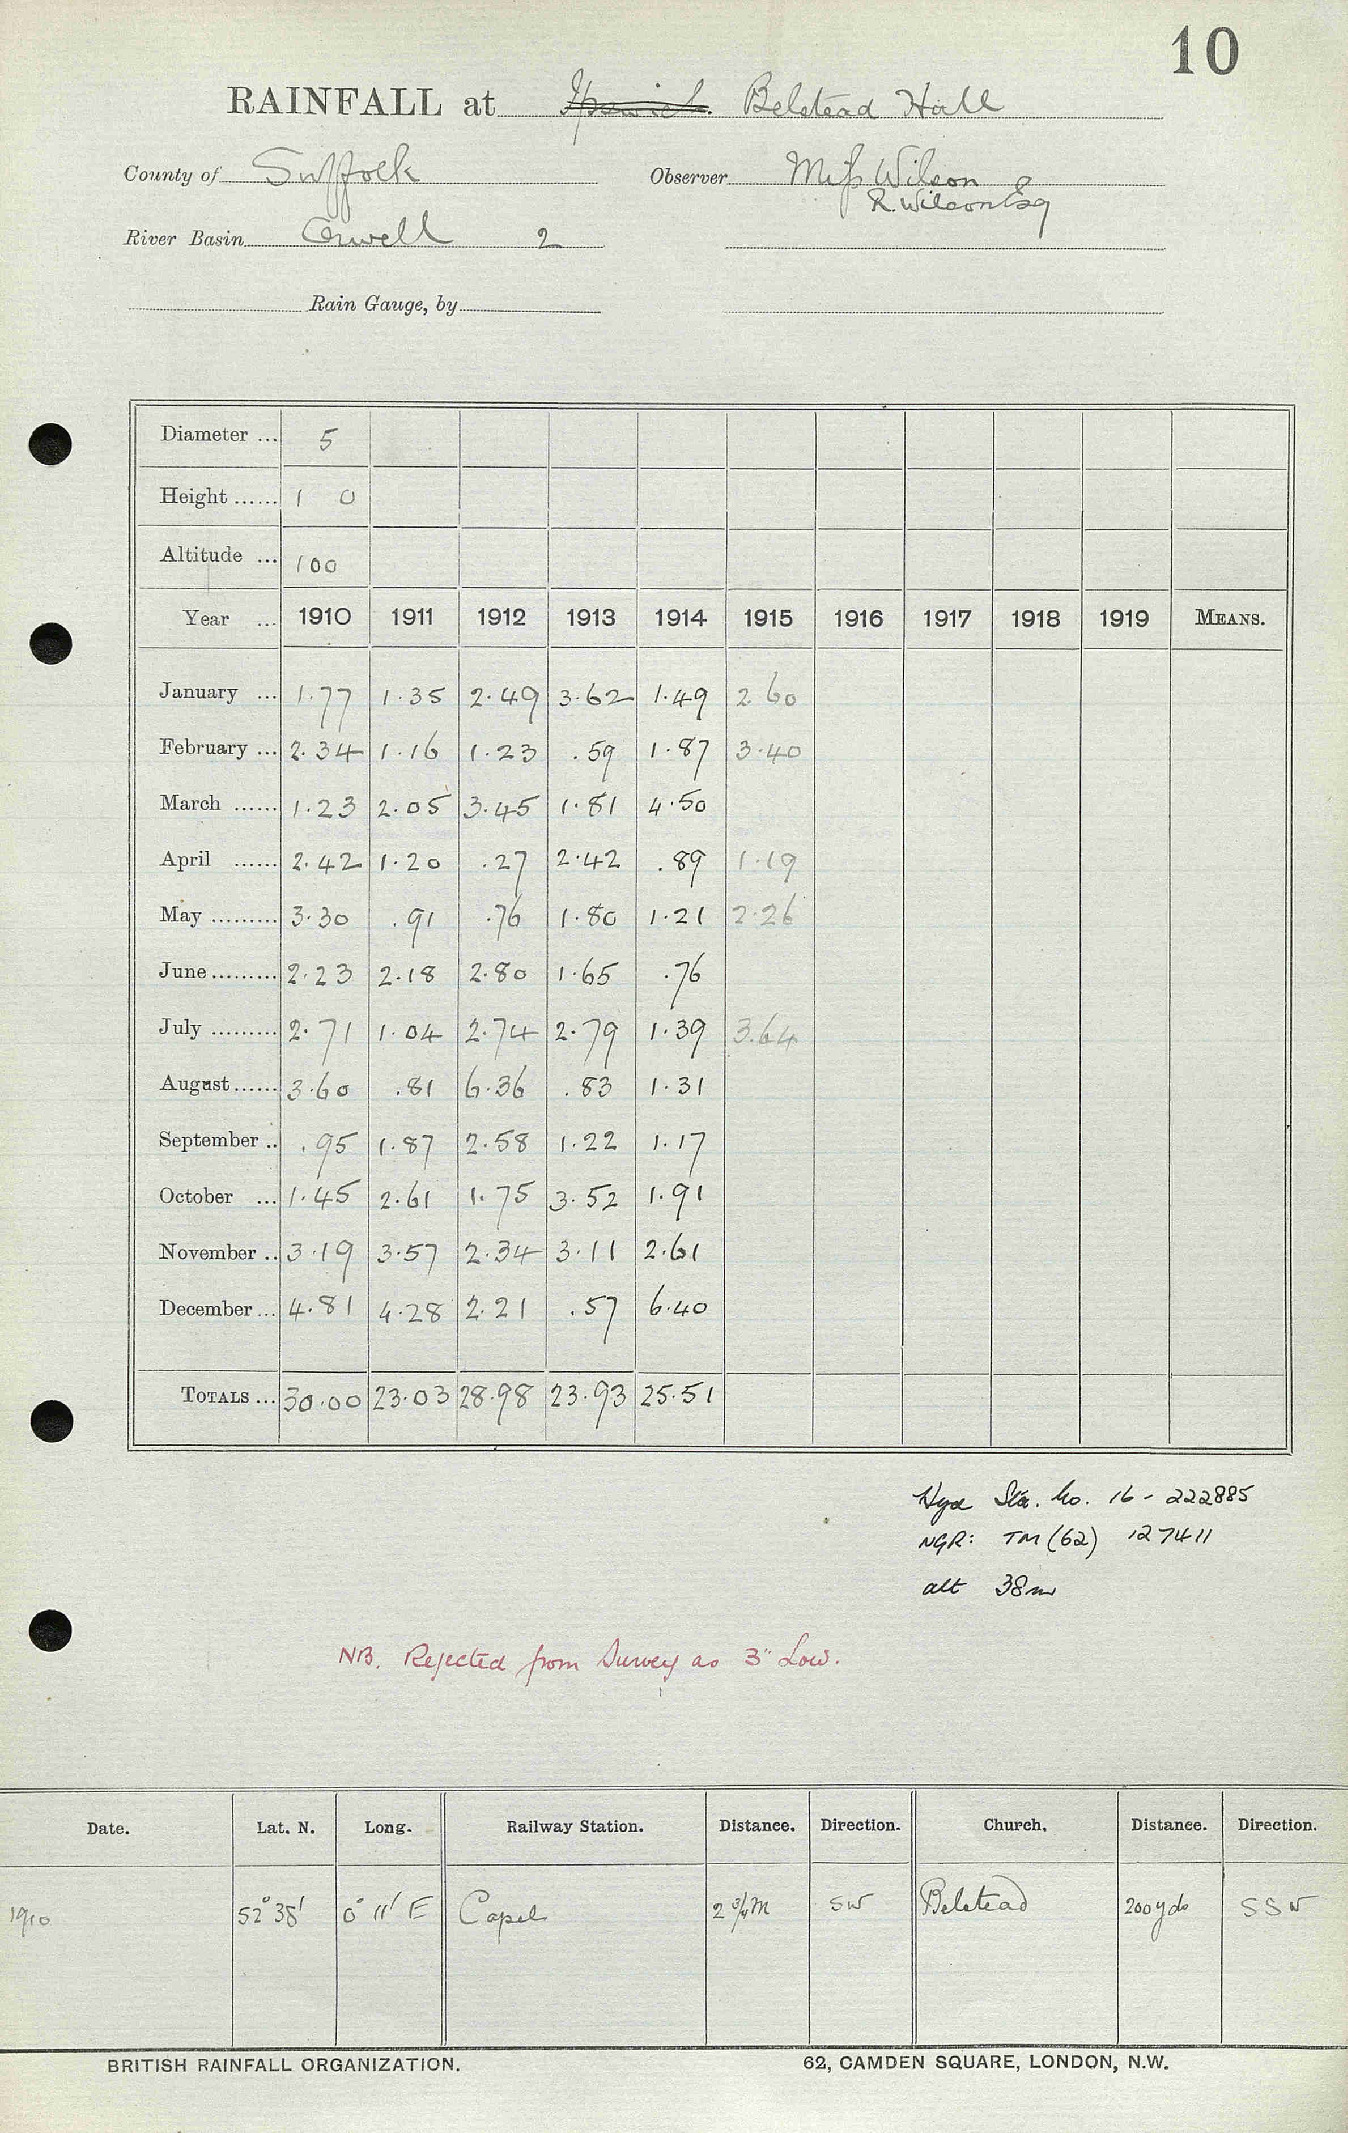 10
RAINFALL at Ipswich. Belstead Hall
County of Suffolk Observer Miss Wilson
R. Wilson Esq
River Basin Orwell 2
Rain Gauge, by
Diameter ... 5
Height ...... 1 0
Altitude ... 100
Year ... 1910 1911 1912 1913 1914 1915 1916 1917 1918 1919 MEANS.
January ... 1.77 1.35 2.49 3.62 1.49 2.60
February ... 2.34 1.16 1.23 .59 1.87 3.40
March ...... 1.23 2.05 3.45 1.81 4.50
April ...... 2.42 1.20 .27 2.42 .89 1.19
May ......... 3.30 .91 .76 1.80 1.21 2.26
June ......... 2.23 2.18 2.80 1.65 .76
July ......... 2.71 1.04 2.74 2.79 1.39 3.64
August ...... 3.60 .81 6.36 .83 1.31
September .. .95 1.87 2.58 1.22 1.17
October ... 1.45 2.61 1.75 3.52 1.91
November .. 3.19 3.57 2.34 3.11 2.61
December ... 4.81 4.28 2.21 .57 6.40
TOTALS ... 30.00 23.03 28.98 23.93 25.51
Hyd Sta. No. 16 - 222885
NGR: TM (62) 127411
alt 38m
NB. Rejected from Survey as 3" Low.
Date. Lat. N. Long. Railway Station. Distance. Direction. Church. Distance. Direction.
1910 52° 38' 0° 11' E Capel 2 3/4 M SW Belstead 200 yds SSW
BRITISH RAINFALL ORGANIZATION. 62, CAMDEN SQUARE, LONDON, N.W.